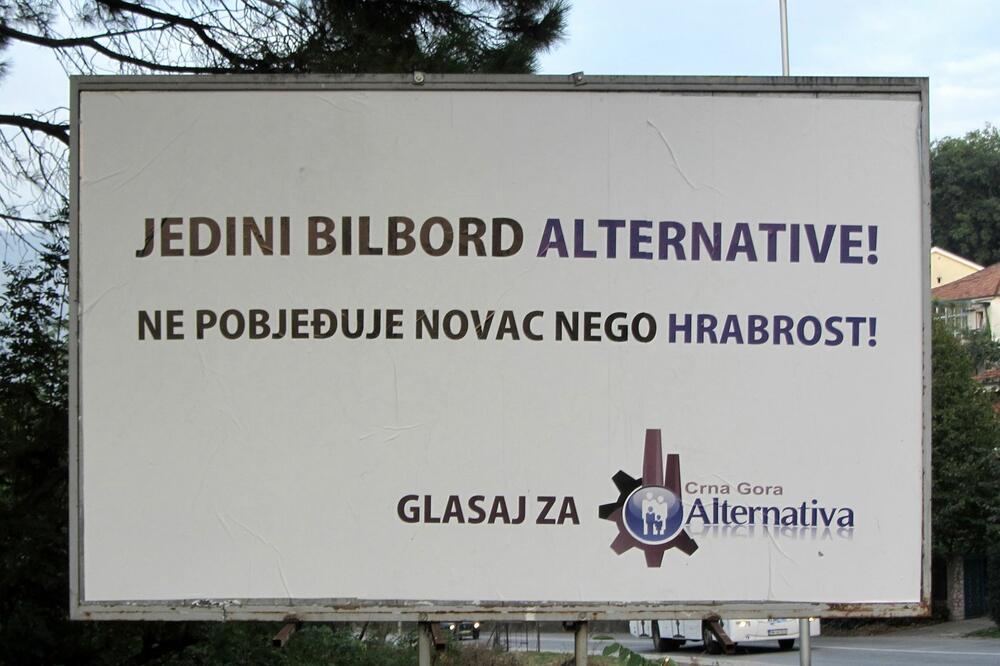 JEDINI BILBORD ALTERNATIVE!
NE POBJEĐUJE NOVAC NEGO HRABROST!
GLASAJ ZA
Crna Gora
Alternativa